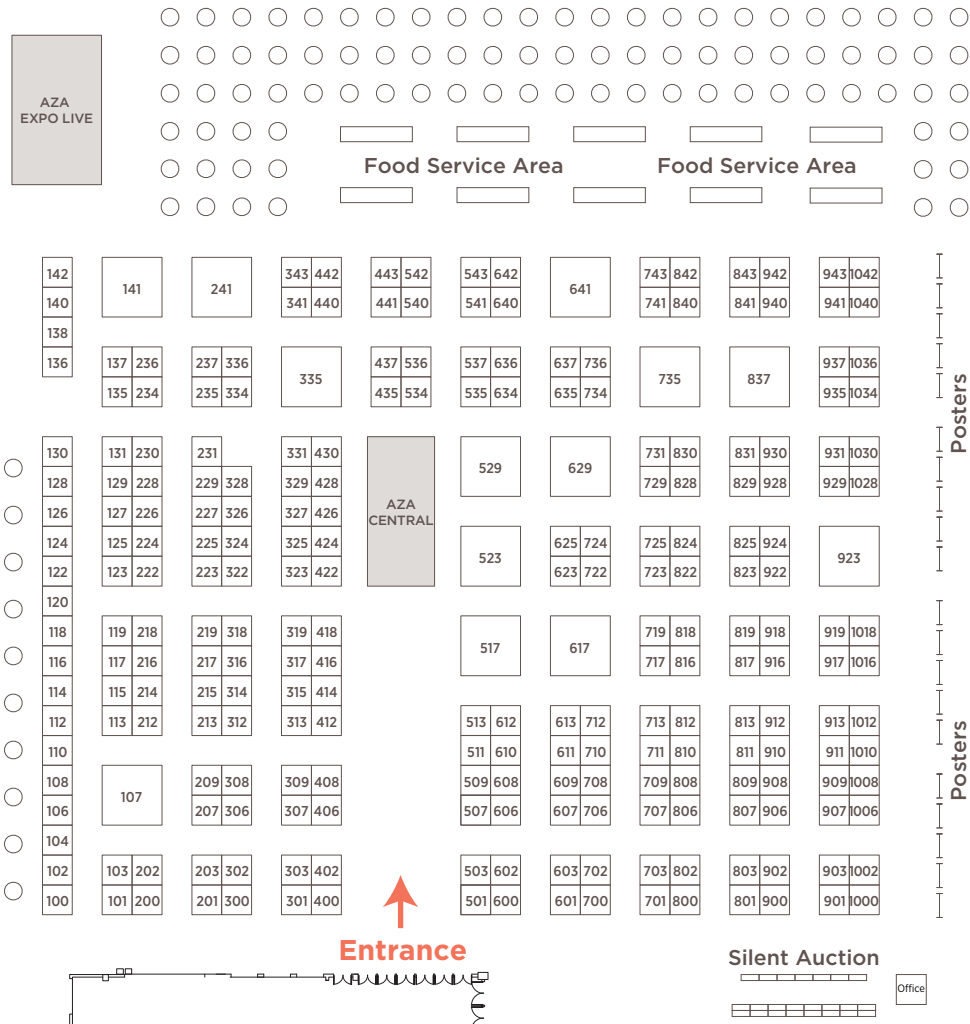 AZA
EXPO LIVE
Food Service Area Food Service Area
142 343 442 443 542 543 642 743 842 843 942 943 1042
141 241 641
140 341 440 441 540 541 640 741 840 841 940 941 1040
138
136 137 236 237 336 437 536 537 636 637 736 937 1036
335 735 837
135 234 235 334 435 534 535 634 635 734 935 1034
Posters
130 131 230 231 331 430 731 830 831 930 931 1030
529 629
128 129 228 229 328 329 428 729 828 829 928 929 1028
126 127 226 227 326 327 426
AZA
CENTRAL
124 125 224 225 324 325 424 625 724 725 824 825 924
523 923
122 123 222 223 322 323 422 623 722 723 822 823 922
120
118 119 218 219 318 319 418 719 818 819 918 919 1018
517 617
116 117 216 217 316 317 416 717 816 817 916 917 1016
114 115 214 215 314 315 414
112 113 212 213 312 313 412 513 612 613 712 713 812 813 912 913 1012
110 511 610 611 710 711 810 811 910 911 1010
Posters
108 209 308 309 408 509 608 609 708 709 808 809 908 909 1008
107
106 207 306 307 406 507 606 607 706 707 806 807 906 907 1006
104
102 103 202 203 302 303 402 503 602 603 702 703 802 803 902 903 1002
100 101 200 201 300 301 400 501 600 601 700 701 800 801 900 901 1000
Entrance
Silent Auction
Office